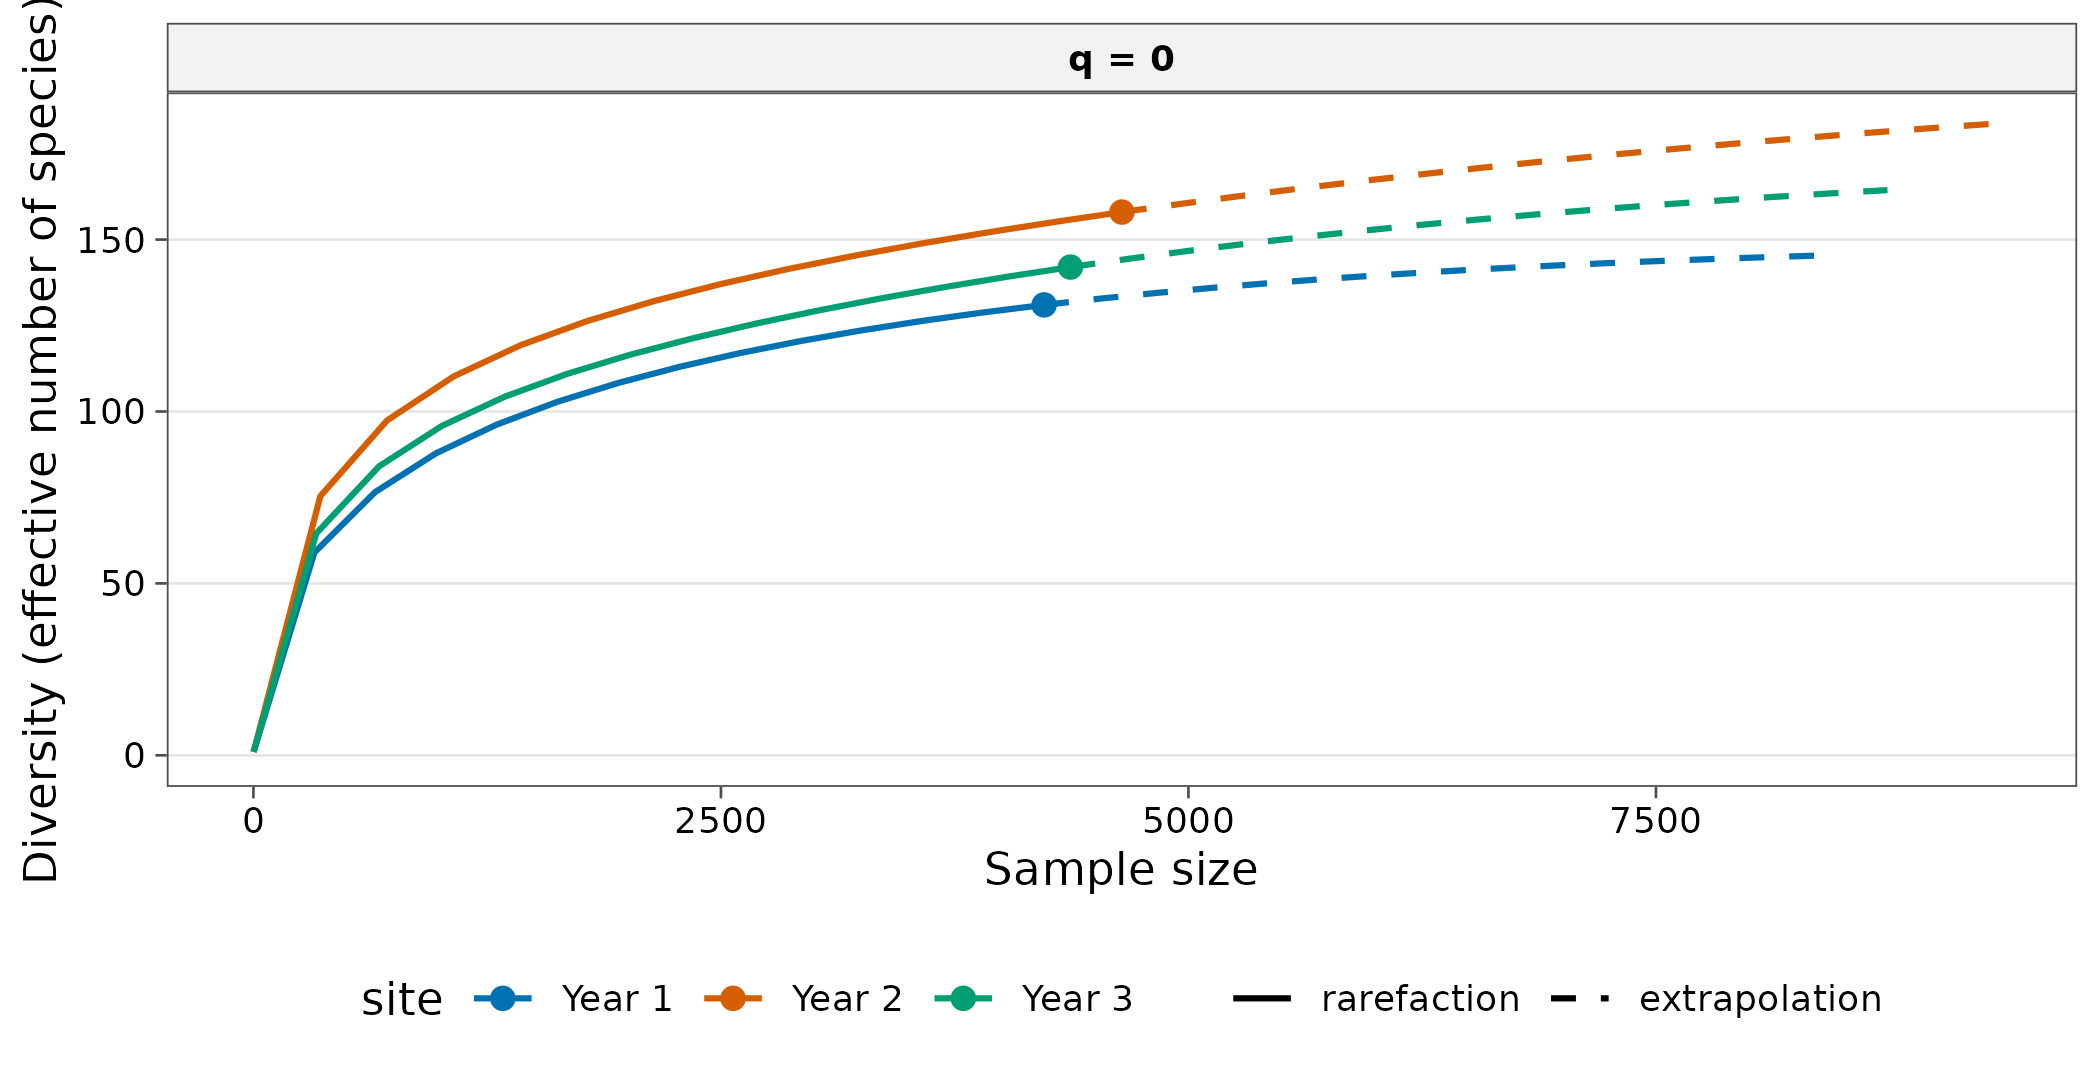 q = 0
Diversity (effective number of species)
150
100
50
0
0 2500 5000 7500
Sample size
site Year 1 Year 2 Year 3 rarefaction extrapolation